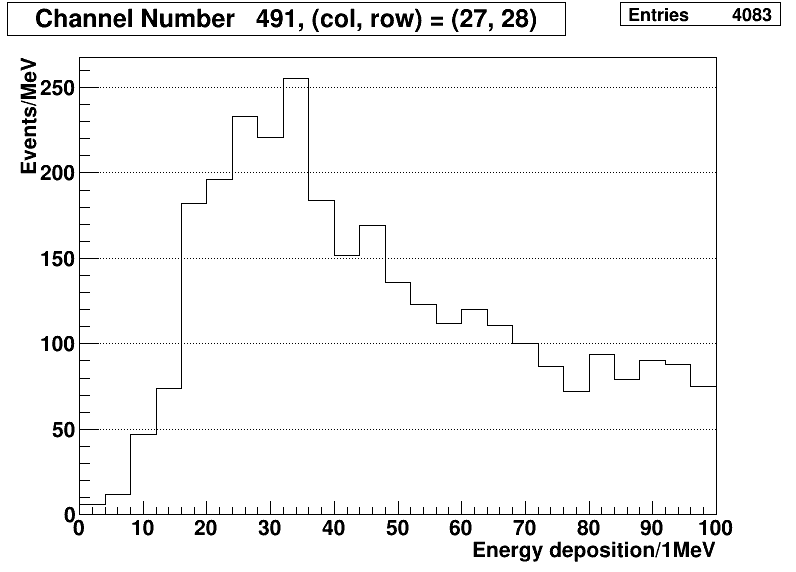 Channel Number 491, (col, row) = (27, 28)
Entries 4083
Events/MeV
250
200
150
100
50
0
0 10 20 30 40 50 60 70 80 90 100
Energy deposition/1MeV